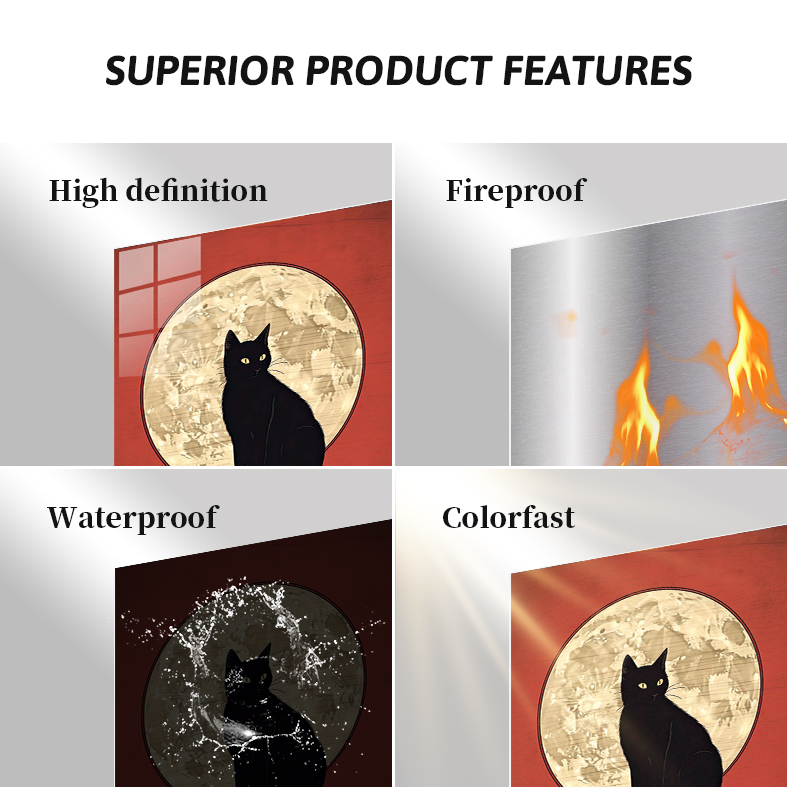 SUPERIOR PRODUCT FEATURES
High definition
Fireproof
Waterproof
Colorfast